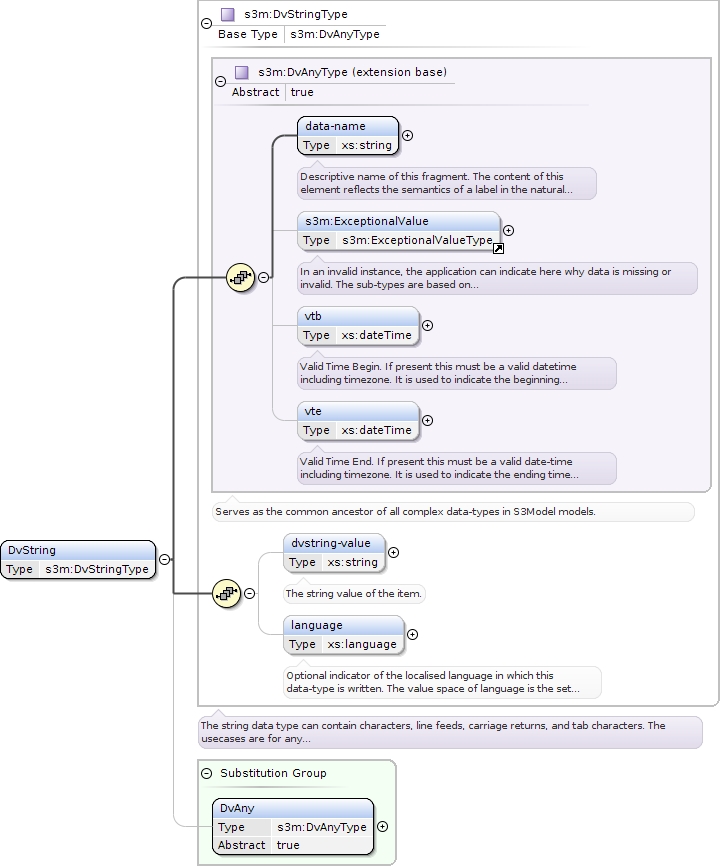 s3m:DvStringType
Base Type s3m:DvAnyType
s3m:DvAnyType (extension base)
Abstract true
data-name
Type xs:string
Descriptive name of this fragment. The content of this
element reflects the semantics of a label in the natural...
s3m:ExceptionalValue
Type s3m:ExceptionalValueType
In an invalid instance, the application can indicate here why data is missing or
invalid. The sub-types are based on...
vtb
Type xs:dateTime
Valid Time Begin. If present this must be a valid datetime
including timezone. It is used to indicate the beginning...
vte
Type xs:dateTime
Valid Time End. If present this must be a valid date-time
including timezone. It is used to indicate the ending time...
Serves as the common ancestor of all complex data-types in S3Model models.
DvString
Type s3m:DvStringType
dvstring-value
Type xs:string
The string value of the item.
language
Type xs:language
Optional indicator of the localised language in which this
data-type is written. The value space of language is the set...
The string data type can contain characters, line feeds, carriage returns, and tab characters. The
usecases are for any...
Substitution Group
DvAny
Type s3m:DvAnyType
Abstract true